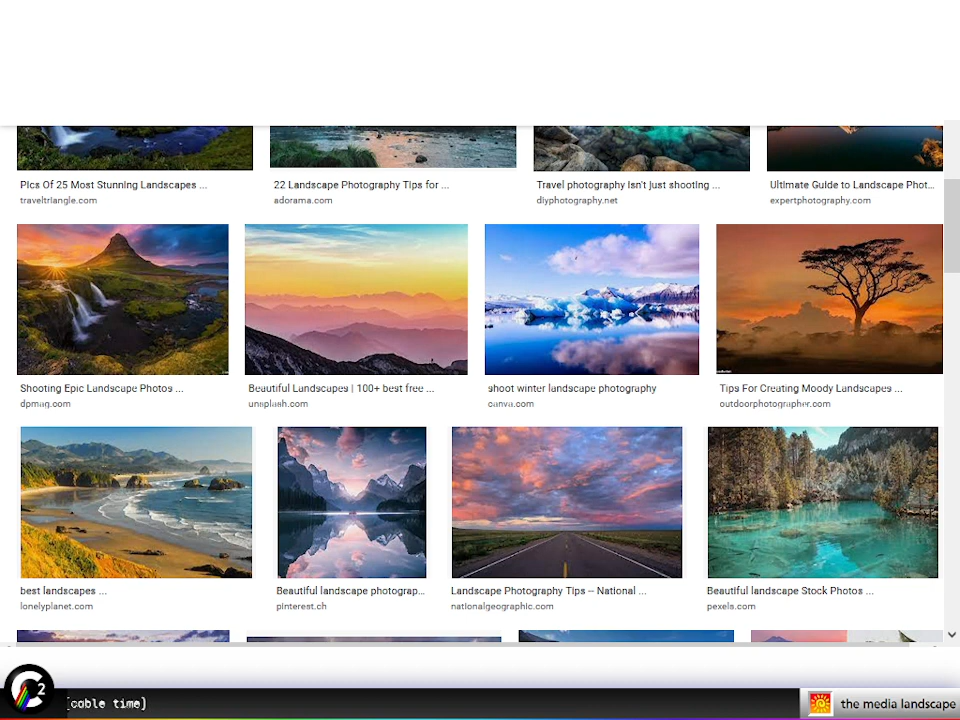 Pics Of 25 Most Stunning Landscapes ...
traveltriangle.com
22 Landscape Photography Tips for ...
adorama.com
Travel photography isn't just shooting ...
diyphotography.net
Ultimate Guide to Landscape Phot...
expertphotography.com
Shooting Epic Landscape Photos ...
dpmag.com
Beautiful Landscapes | 100+ best free ...
unsplash.com
shoot winter landscape photography
canva.com
Tips For Creating Moody Landscapes ...
outdoorphotographer.com
best landscapes ...
lonelyplanet.com
Beautiful landscape photograp...
pinterest.ch
Landscape Photography Tips -- National ...
nationalgeographic.com
Beautiful landscape Stock Photos ...
pexels.com
C2
[cable time]
the media landscape